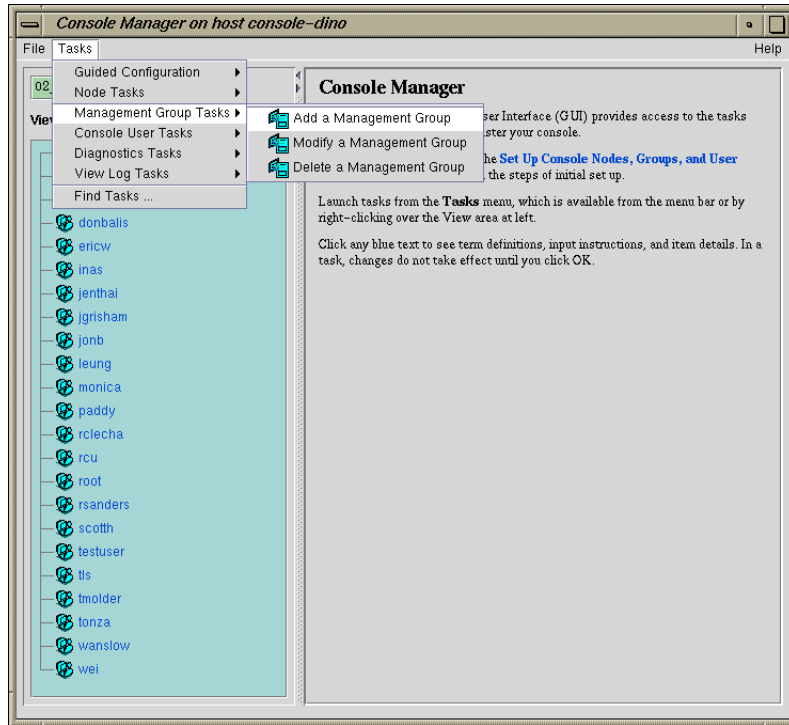 Console Manager on host console-dino
File Tasks Help
02_
Guided Configuration
Node Tasks
Management Group Tasks
Console User Tasks
Diagnostics Tasks
View Log Tasks
Find Tasks ...
Add a Management Group
Modify a Management Group
Delete a Management Group
donbalis
ericw
inas
jenthai
jgrisham
jonb
leung
monica
paddy
rclecha
rcu
root
rsanders
scotth
testuser
tls
tmolder
tonza
wanslow
wei
Console Manager
ser Interface (GUI) provides access to the tasks
ster your console.
he Set Up Console Nodes, Groups, and User
the steps of initial set up.
Launch tasks from the Tasks menu, which is available from the menu bar or by
right-clicking over the View area at left.
Click any blue text to see term definitions, input instructions, and item details. In a
task, changes do not take effect until you click OK.